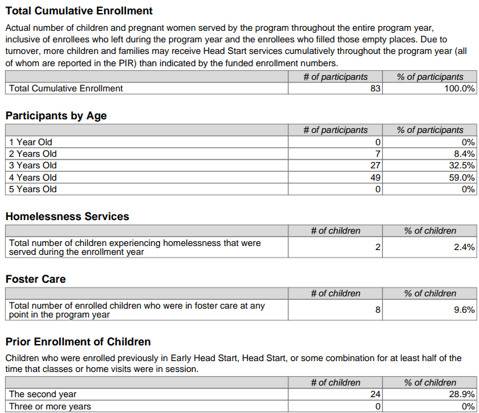 Total Cumulative Enrollment
Actual number of children and pregnant women served by the program throughout the entire program year,
inclusive of enrollees who left during the program year and the enrollees who filled those empty places. Due to
turnover, more children and families may receive Head Start services cumulatively throughout the program year (all
of whom are reported in the PIR) than indicated by the funded enrollment numbers.
# of participants % of participants
Total Cumulative Enrollment 83 100.0%
Participants by Age
# of participants % of participants
1 Year Old 0 0%
2 Years Old 7 8.4%
3 Years Old 27 32.5%
4 Years Old 49 59.0%
5 Years Old 0 0%
Homelessness Services
# of children % of children
Total number of children experiencing homelessness that were
served during the enrollment year 2 2.4%
Foster Care
# of children % of children
Total number of enrolled children who were in foster care at any
point in the program year 8 9.6%
Prior Enrollment of Children
Children who were enrolled previously in Early Head Start, Head Start, or some combination for at least half of the
time that classes or home visits were in session.
# of children % of children
The second year 24 28.9%
Three or more years 0 0%